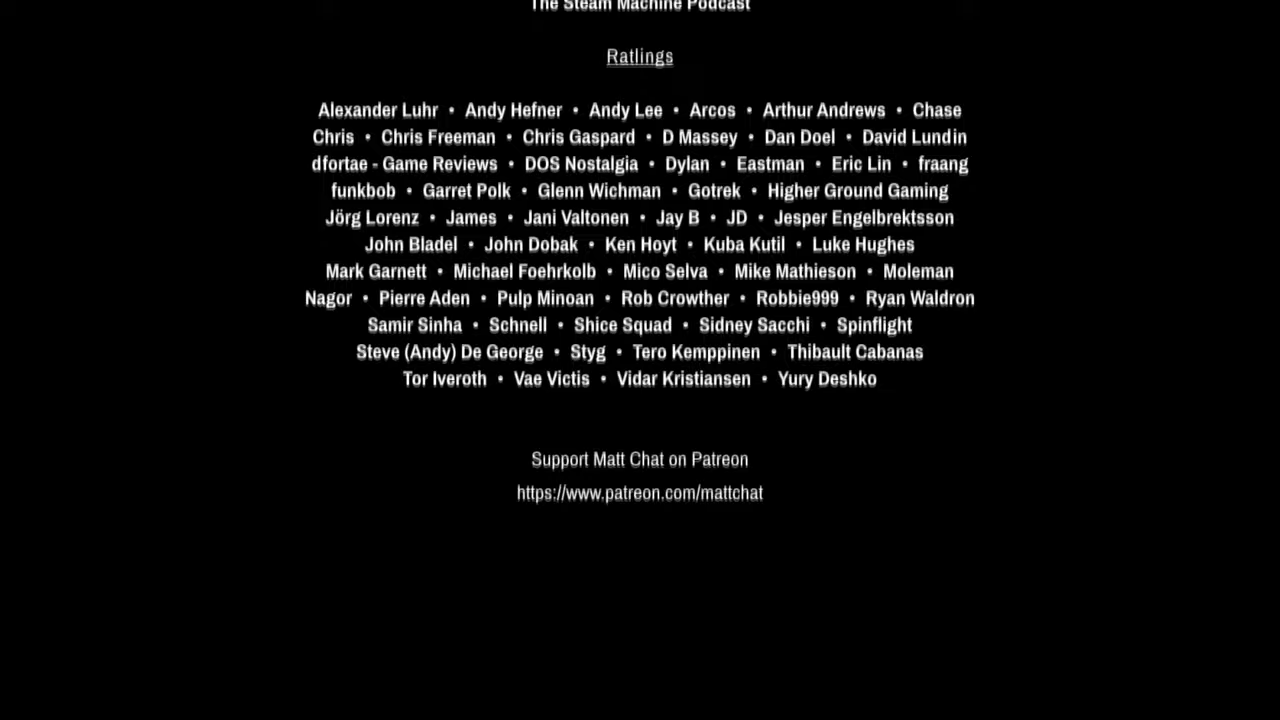 The Steam Machine Podcast
Ratlings
Alexander Luhr • Andy Hefner • Andy Lee • Arcos • Arthur Andrews • Chase
Chris • Chris Freeman • Chris Gaspard • D Massey • Dan Doel • David Lundin
dfortae - Game Reviews • DOS Nostalgia • Dylan • Eastman • Eric Lin • fraang
funkbob • Garret Polk • Glenn Wichman • Gotrek • Higher Ground Gaming
Jörg Lorenz • James • Jani Valtonen • Jay B • JD • Jesper Engelbrektsson
John Bladel • John Dobak • Ken Hoyt • Kuba Kutil • Luke Hughes
Mark Garnett • Michael Foehrkolb • Mico Selva • Mike Mathieson • Moleman
Nagor • Pierre Aden • Pulp Minoan • Rob Crowther • Robbie999 • Ryan Waldron
Samir Sinha • Schnell • Shice Squad • Sidney Sacchi • Spinflight
Steve (Andy) De George • Styg • Tero Kemppinen • Thibault Cabanas
Tor Iveroth • Vae Victis • Vidar Kristiansen • Yury Deshko
Support Matt Chat on Patreon
https://www.patreon.com/mattchat